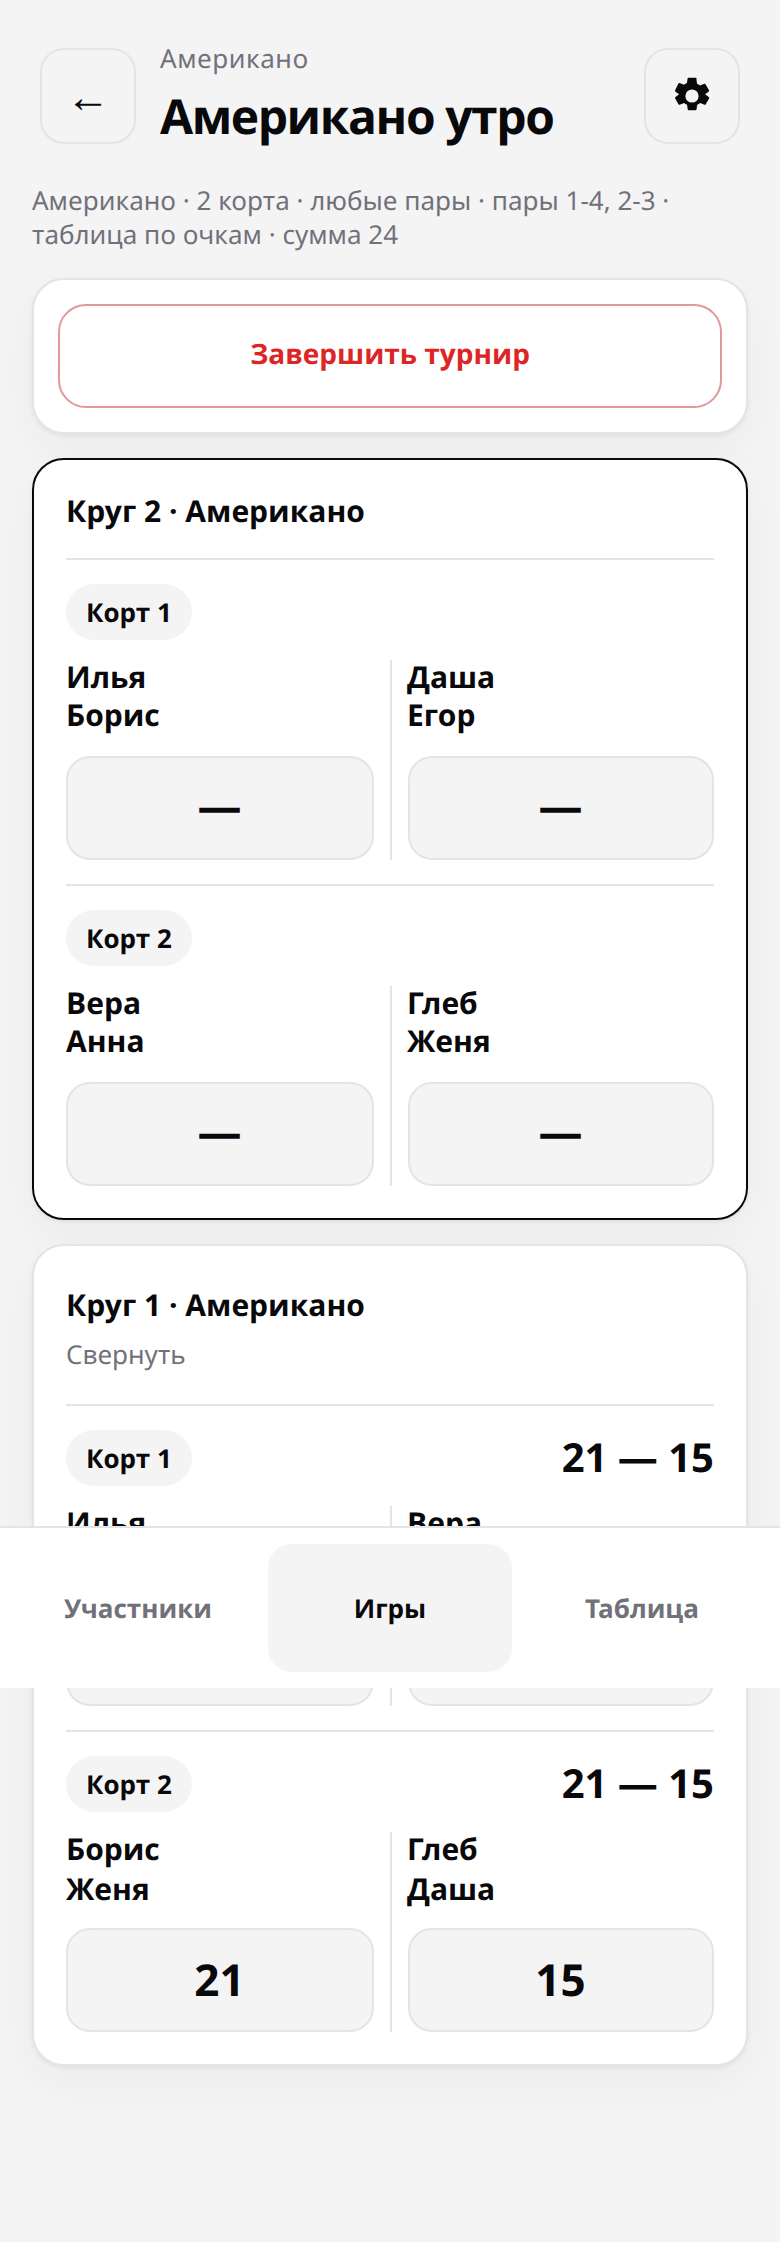 ←
Американо
Американо утро
Американо · 2 корта · любые пары · пары 1-4, 2-3 ·
таблица по очкам · сумма 24
Завершить турнир
Круг 2 · Американо
Корт 1
Илья
Борис
Даша
Егор
—
—
Корт 2
Вера
Анна
Глеб
Женя
—
—
Круг 1 · Американо
Свернуть
Корт 1
21 — 15
Илья
Вера
Участники
Игры
Таблица
Корт 2
21 — 15
Борис
Женя
Глеб
Даша
21
15